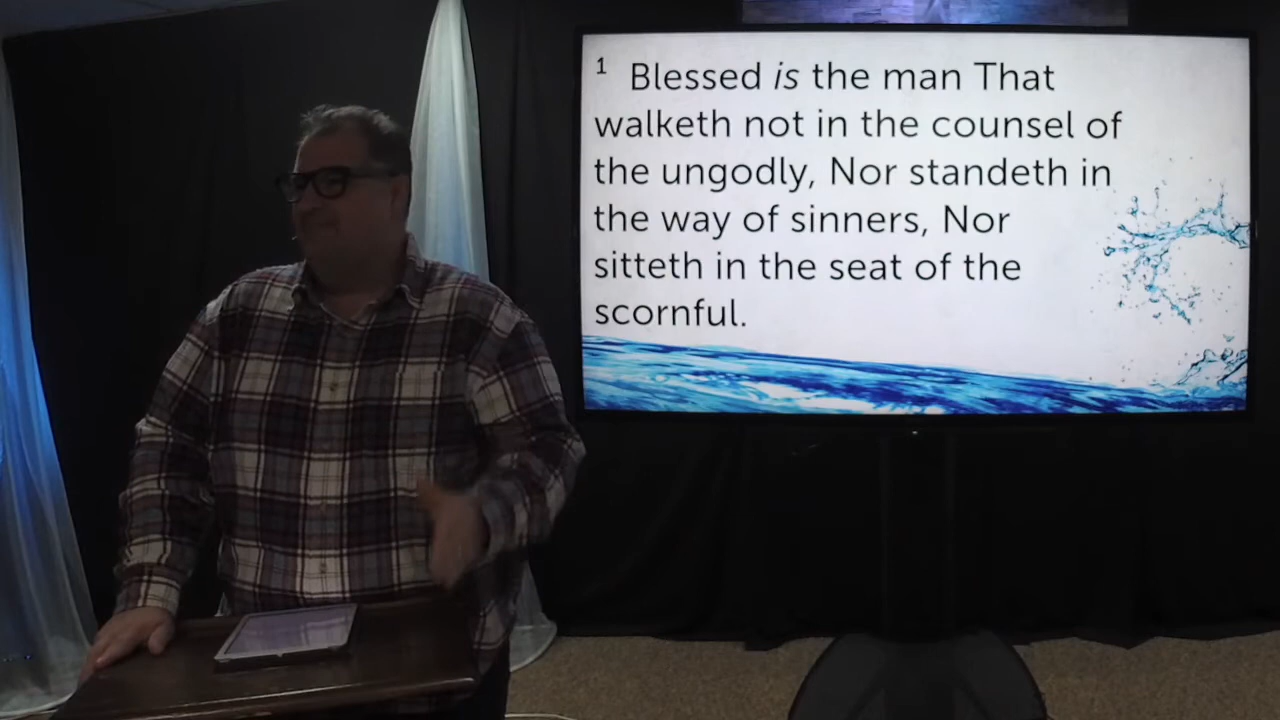 1 Blessed is the man That
walketh not in the counsel of
the ungodly, Nor standeth in
the way of sinners, Nor
sitteth in the seat of the
scornful.